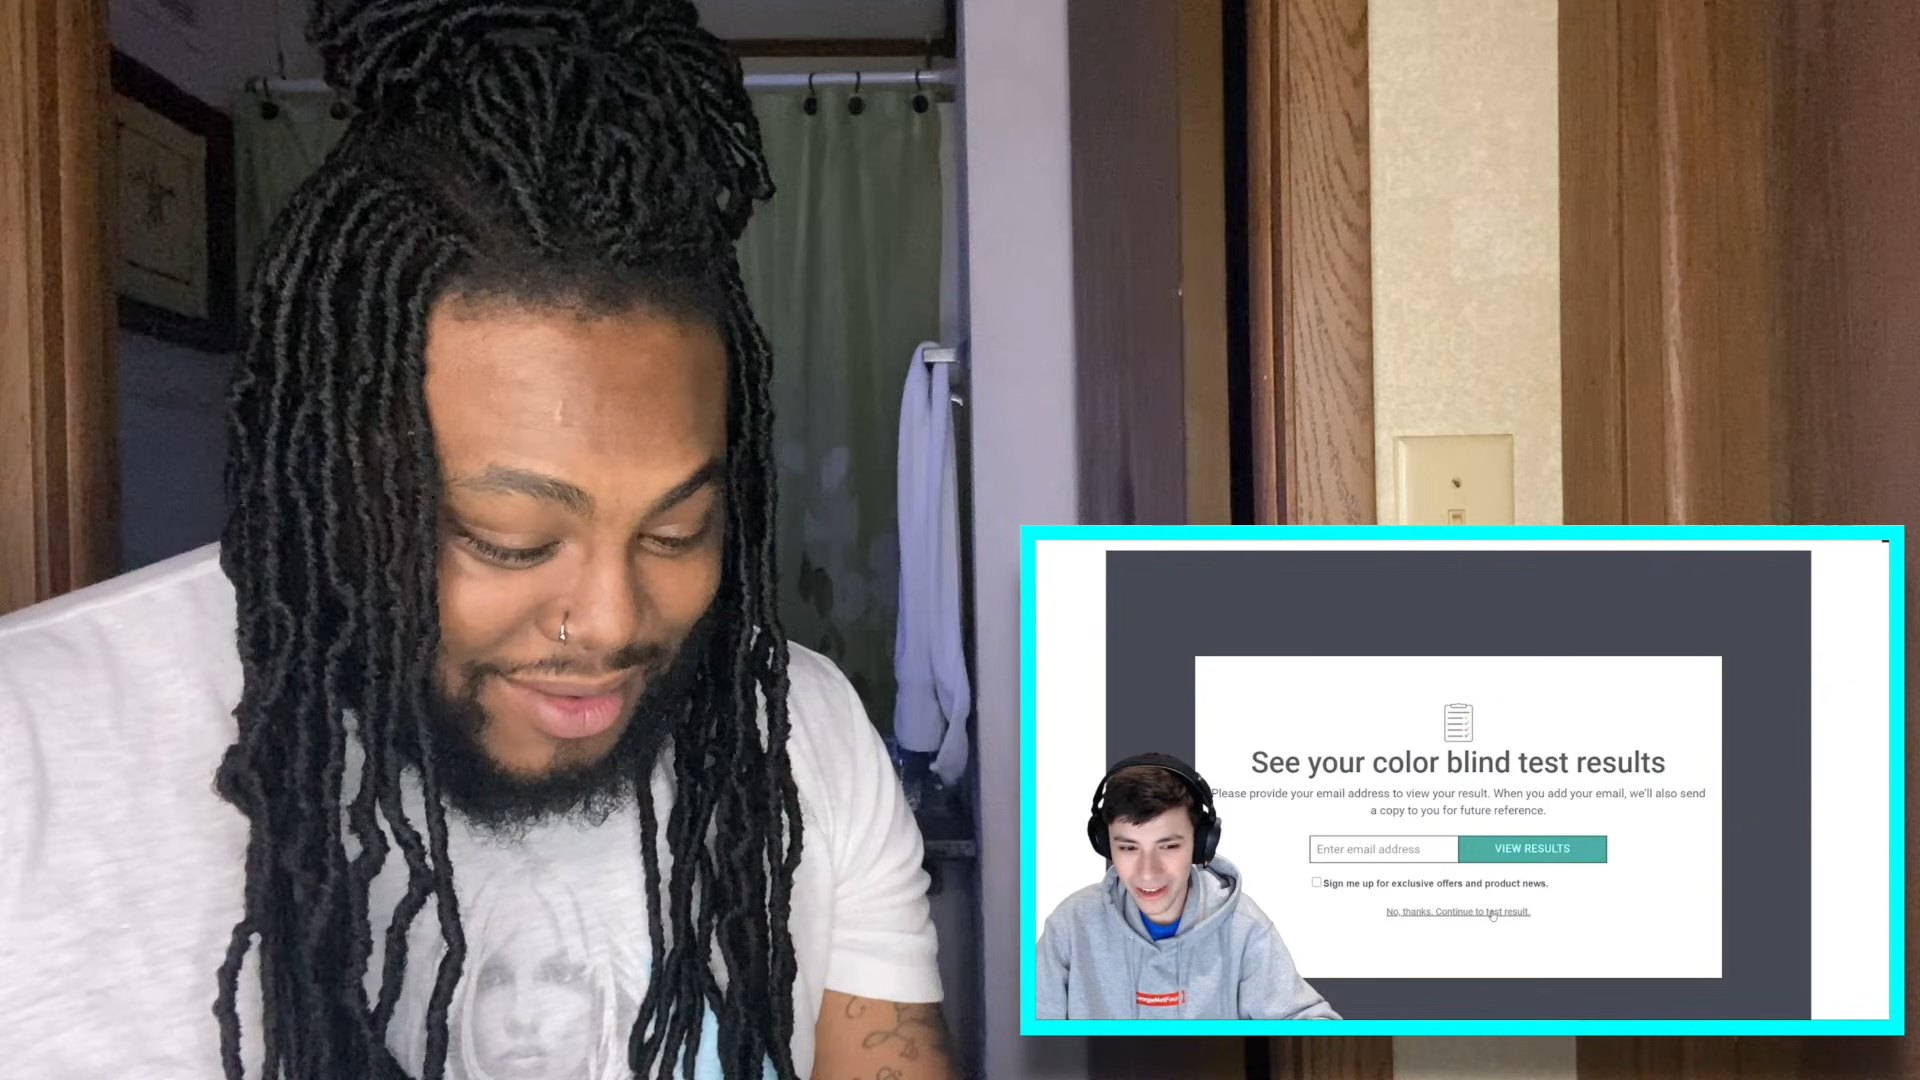 See your color blind test results
Please provide your email address to view your result. When you add your email, we'll also send
a copy to you for future reference.
Enter email address
VIEW RESULTS
Sign me up for exclusive offers and product news.
No, thanks. Continue to test result.